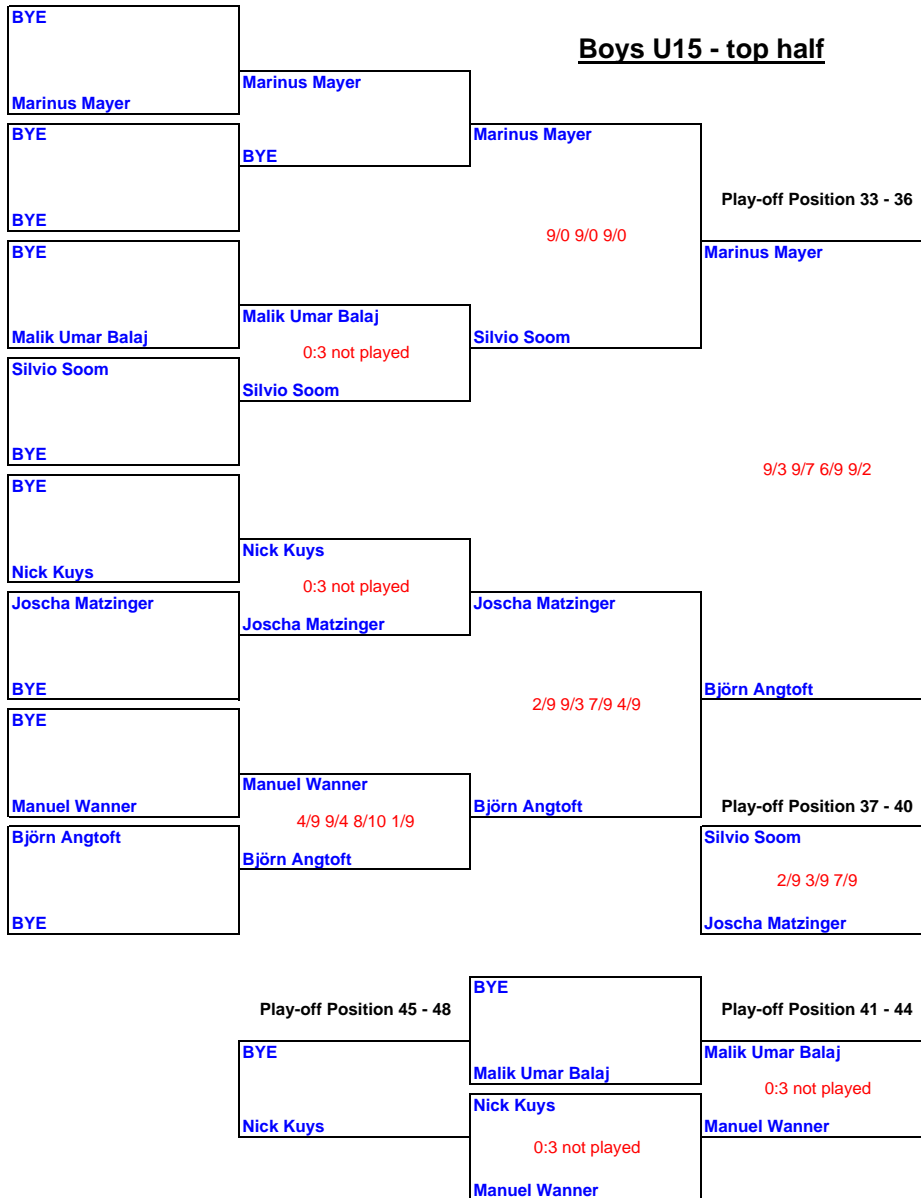 BYE
Boys U15 - top half
Marinus Mayer
Marinus Mayer
BYE
Marinus Mayer
BYE
Play-off Position 33 - 36
BYE
9/0 9/0 9/0
BYE
Marinus Mayer
Malik Umar Balaj
Malik Umar Balaj
Silvio Soom
0:3 not played
Silvio Soom
Silvio Soom
BYE
9/3 9/7 6/9 9/2
BYE
Nick Kuys
Nick Kuys
0:3 not played
Joscha Matzinger
Joscha Matzinger
Joscha Matzinger
BYE
Björn Angtoft
2/9 9/3 7/9 4/9
BYE
Manuel Wanner
Manuel Wanner
Björn Angtoft
Play-off Position 37 - 40
4/9 9/4 8/10 1/9
Björn Angtoft
Silvio Soom
Björn Angtoft
2/9 3/9 7/9
BYE
Joscha Matzinger
BYE
Play-off Position 45 - 48
Play-off Position 41 - 44
BYE
Malik Umar Balaj
Malik Umar Balaj
0:3 not played
Nick Kuys
Nick Kuys
Manuel Wanner
0:3 not played
Manuel Wanner